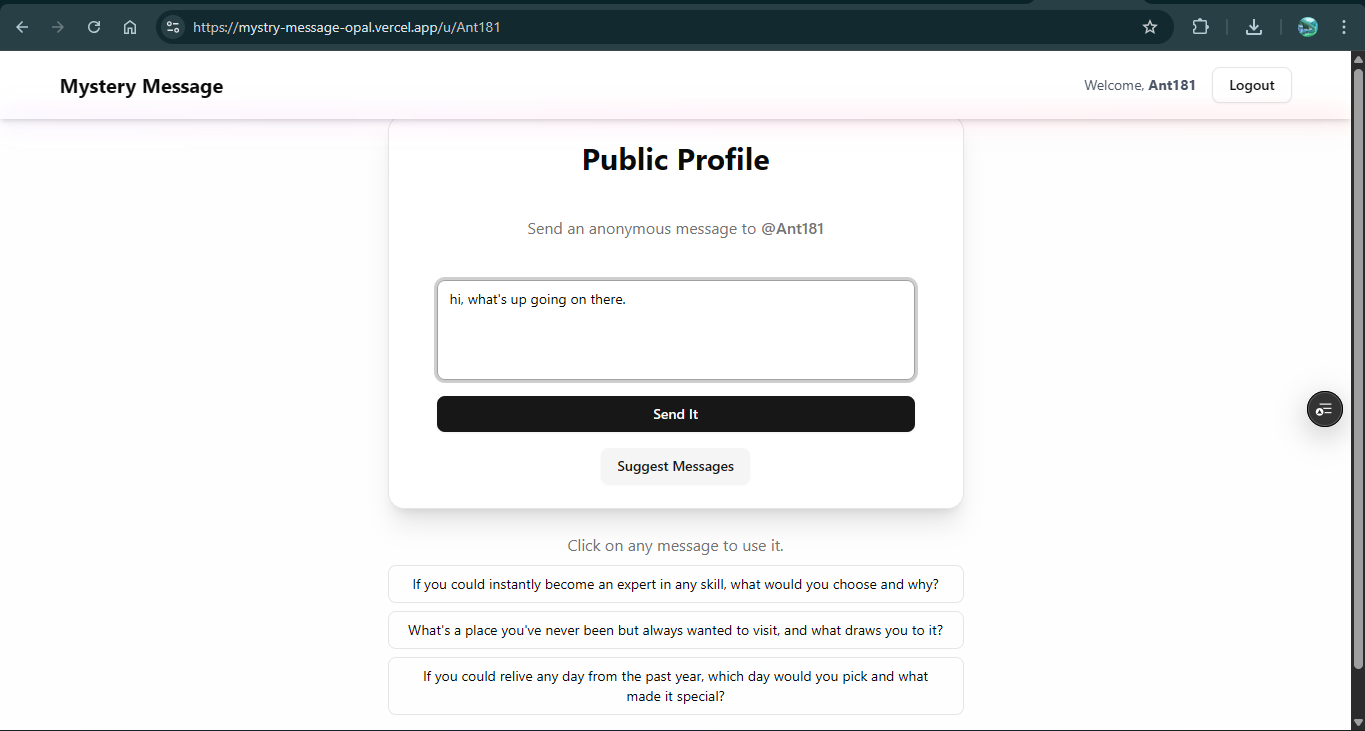 https://mystry-message-opal.vercel.app/u/Ant181
Mystery Message
Welcome, Ant181
Logout
Public Profile
Send an anonymous message to @Ant181
hi, what's up going on there.
Send It
Suggest Messages
Click on any message to use it.
If you could instantly become an expert in any skill, what would you choose and why?
What's a place you've never been but always wanted to visit, and what draws you to it?
If you could relive any day from the past year, which day would you pick and what
made it special?